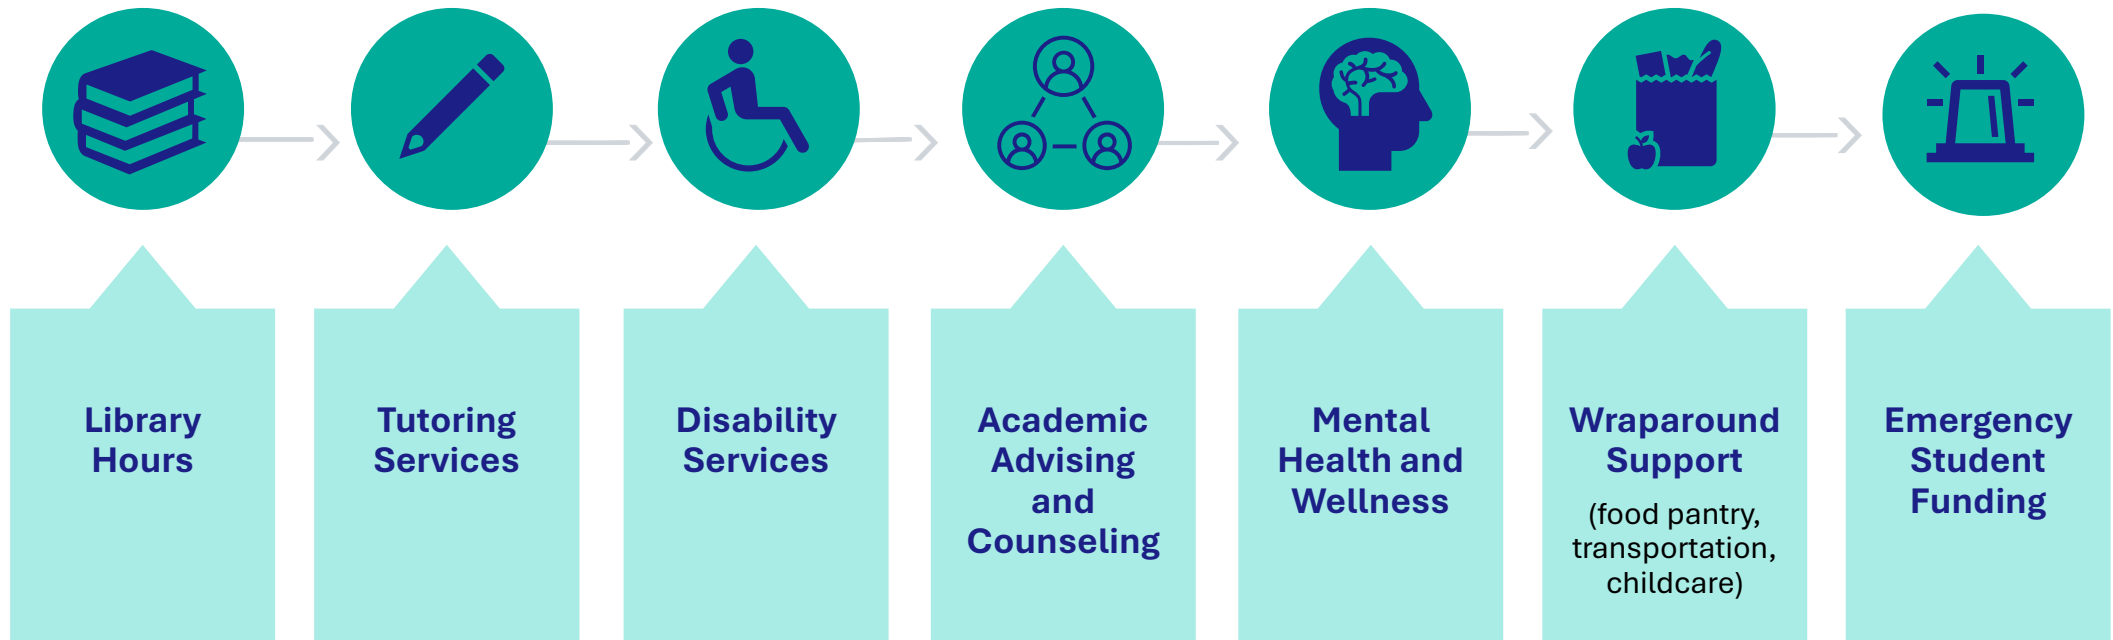 Library
Hours
Tutoring
Services
Disability
Services
Academic
Advising
and
Counseling
Mental
Health and
Wellness
Wraparound
Support
(food pantry,
transportation,
childcare)
Emergency
Student
Funding